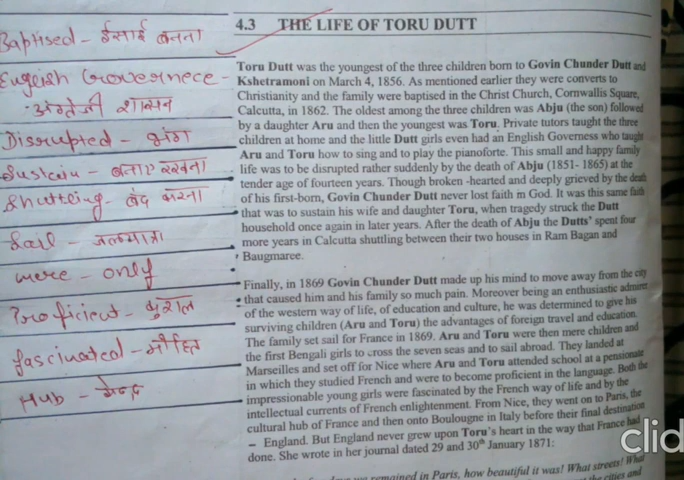 Baptised - ईसाई बनना
English Governece -
अंग्रेजी शासन
Disrupted - भंग
Sustain - बनाए रखना
Shutting - बंद करना
Sail - जलयात्रा
mere - only
Proficient - कुशल
fascinated - मोहित
Hub - केन्द्र
4.3 THE LIFE OF TORU DUTT
Toru Dutt was the youngest of the three children born to Govin Chunder Dutt and
Kshetramoni on March 4, 1856. As mentioned earlier they were converts to
Christianity and the family were baptised in the Christ Church, Cornwallis Square,
Calcutta, in 1862. The oldest among the three children was Abju (the son) followed
by a daughter Aru and then the youngest was Toru. Private tutors taught the three
children at home and the little Dutt girls even had an English Governess who taught
Aru and Toru how to sing and to play the pianoforte. This small and happy family
life was to be disrupted rather suddenly by the death of Abju (1851- 1865) at the
tender age of fourteen years. Though broken -hearted and deeply grieved by the death
of his first-born, Govin Chunder Dutt never lost faith m God. It was this same faith
that was to sustain his wife and daughter Toru, when tragedy struck the Dutt
household once again in later years. After the death of Abju the Dutts' spent four
more years in Calcutta shuttling between their two houses in Ram Bagan and
Baugmaree.
Finally, in 1869 Govin Chunder Dutt made up his mind to move away from the city
that caused him and his family so much pain. Moreover being an enthusiastic admirer
of the western way of life, of education and culture, he was determined to give his
surviving children (Aru and Toru) the advantages of foreign travel and education.
The family set sail for France in 1869. Aru and Toru were then mere children and
the first Bengali girls to cross the seven seas and to sail abroad. They landed at
Marseilles and set off for Nice where Aru and Toru attended school at a pensionate
in which they studied French and were to become proficient in the language. Both the
impressionable young girls were fascinated by the French way of life and by the
intellectual currents of French enlightenment. From Nice, they went on to Paris, the
cultural hub of France and then onto Boulougne in Italy before their final destination
– England. But England never grew upon Toru's heart in the way that France had
done. She wrote in her journal dated 29 and 30th January 1871:
we remained in Paris, how beautiful it was! What streets! What
the cities and
clid